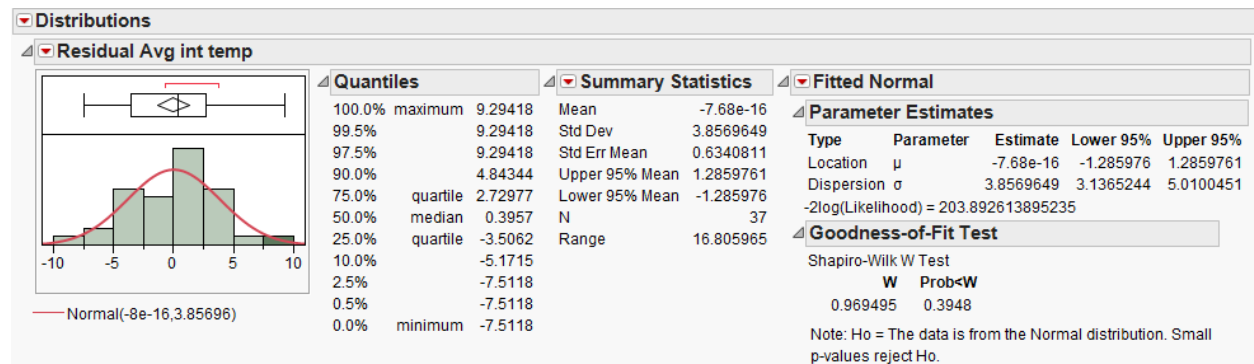 Distributions
Residual Avg int temp
-10 -5 0 5 10
Normal(-8e-16,3.85696)
Quantiles
100.0% maximum 9.29418
99.5% 9.29418
97.5% 9.29418
90.0% 4.84344
75.0% quartile 2.72977
50.0% median 0.3957
25.0% quartile -3.5062
10.0% -5.1715
2.5% -7.5118
0.5% -7.5118
0.0% minimum -7.5118
Summary Statistics
Mean -7.68e-16
Std Dev 3.8569649
Std Err Mean 0.6340811
Upper 95% Mean 1.2859761
Lower 95% Mean -1.285976
N 37
Range 16.805965
Fitted Normal
Parameter Estimates
Type Parameter Estimate Lower 95% Upper 95%
Location μ -7.68e-16 -1.285976 1.2859761
Dispersion σ 3.8569649 3.1365244 5.0100451
-2log(Likelihood) = 203.892613895235
Goodness-of-Fit Test
Shapiro-Wilk W Test
W Prob<W
0.969495 0.3948
Note: Ho = The data is from the Normal distribution. Small
p-values reject Ho.